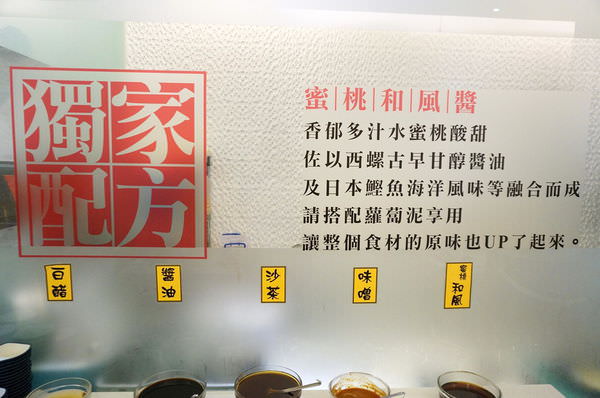 獨家
配方
蜜|桃|和|風|醬
香郁多汁水蜜桃酸甜
佐以西螺古早甘醇醬油
及日本鰹魚海洋風味等融合而成
請搭配蘿蔔泥享用
讓整個食材的原味也UP了起來。
白醋
醬油
沙茶
味噌
蜜桃
和風